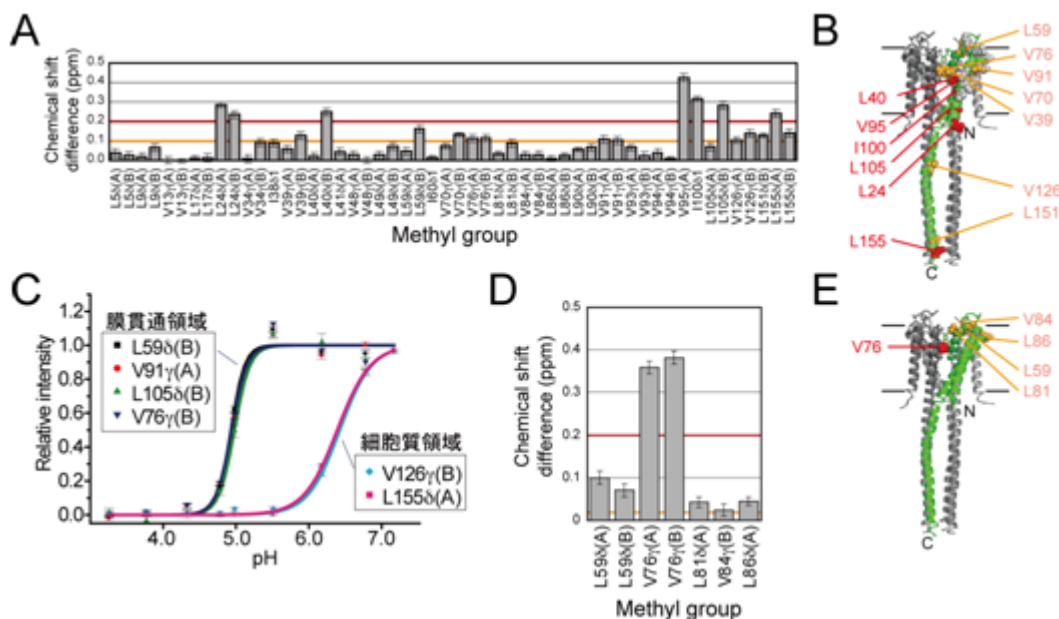 A
Chemical shift
difference (ppm)
0.5
0.4
0.3
0.2
0.1
0.0
L5δ(A)
L5δ(B)
L9δ(A)
L9δ(B)
V13γ(A)
V13γ(B)
L17δ(A)
L17δ(B)
L24δ(A)
L24δ(B)
V34γ(A)
V34γ(B)
I38δ1
V39γ(A)
V39γ(B)
L40δ(A)
L40δ(B)
L41δ(A)
V48γ(A)
V48γ(B)
L49δ(A)
L49δ(B)
L59δ(A)
L59δ(B)
I60δ1
V70γ(A)
V70γ(B)
V76γ(A)
V76γ(B)
L81δ(A)
L81δ(B)
V84γ(A)
V84γ(B)
L86δ(A)
L86δ(B)
L90δ(A)
L90δ(B)
V91γ(A)
V91γ(B)
V93γ(A)
V93γ(B)
V95γ(A)
I100δ1
L105δ(A)
L105δ(B)
V126γ(A)
V126γ(B)
L151δ(B)
L155δ(A)
L155δ(B)
Methyl group
B
L59
V76
V91
V70
V39
L40
V95
I100
L105
L24
L155
N
V126
L151
C
C
Relative intensity
1.2
1.0
0.8
0.6
0.4
0.2
0.0
膜貫通領域
L59δ(B)
V91γ(A)
L105δ(B)
V76γ(B)
細胞質領域
V126γ(B)
L155δ(A)
4.0 5.0 6.0 7.0
pH
D
Chemical shift
difference (ppm)
0.5
0.4
0.3
0.2
0.1
0
L59δ(A)
L59δ(B)
V76γ(A)
V76γ(B)
L81δ(A)
V84γ(B)
L86δ(A)
Methyl group
E
V76
V84
L86
L59
L81
N
C